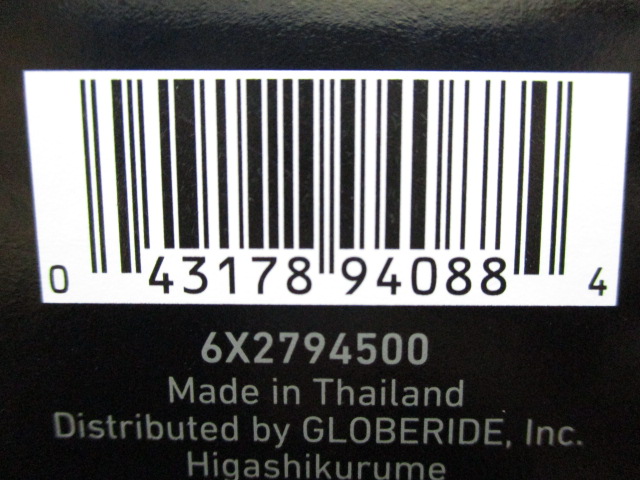 0 43178 94088 4
6X2794500
Made in Thailand
Distributed by GLOBERIDE, Inc.
Higashikurume